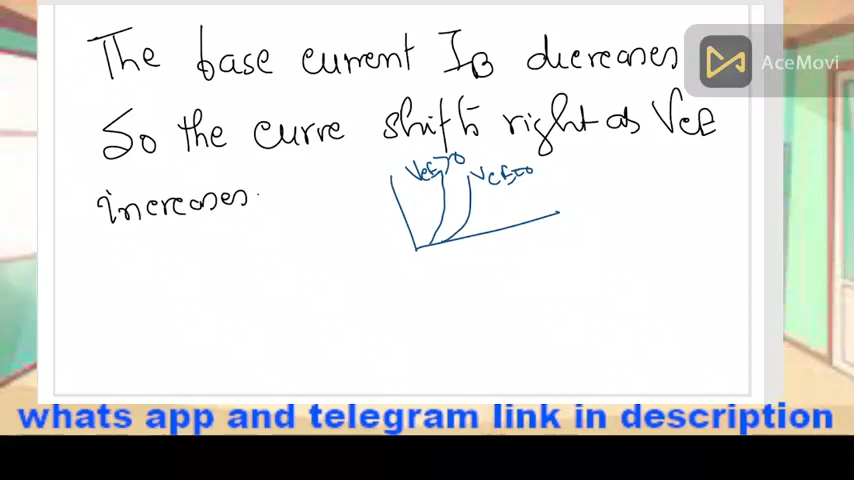 The base current IB decreases
AceMovi
So the curve shifts right as VCE
increases.
VCE>0
VCE=0
whats app and telegram link in description